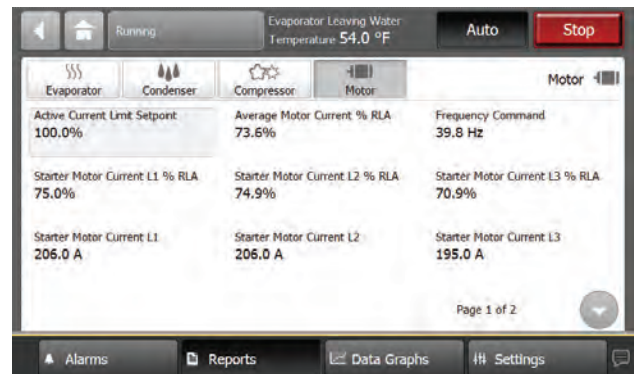 Running
Evaporator Leaving Water
Temperature 54.0 °F
Auto
Stop
Evaporator
Condenser
Compressor
Motor
Motor
Active Current Limit Setpoint
100.0%
Average Motor Current % RLA
73.6%
Frequency Command
39.8 Hz
Starter Motor Current L1 % RLA
75.0%
Starter Motor Current L2 % RLA
74.9%
Starter Motor Current L3 % RLA
70.9%
Starter Motor Current L1
206.0 A
Starter Motor Current L2
206.0 A
Starter Motor Current L3
195.0 A
Page 1 of 2
Alarms
Reports
Data Graphs
Settings